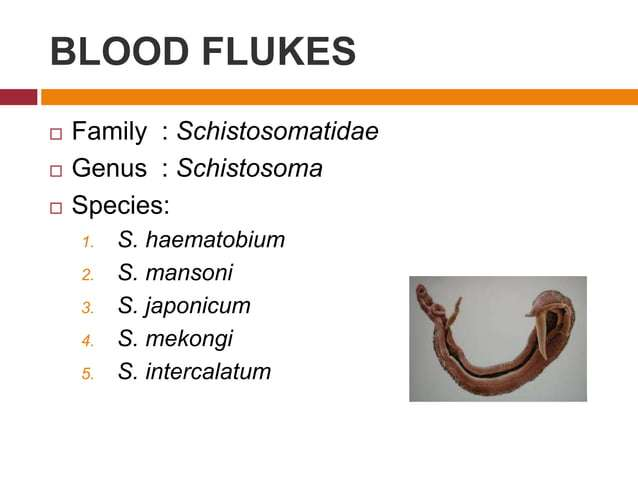 BLOOD FLUKES
Family : Schistosomatidae
Genus : Schistosoma
Species:
1. S. haematobium
2. S. mansoni
3. S. japonicum
4. S. mekongi
5. S. intercalatum